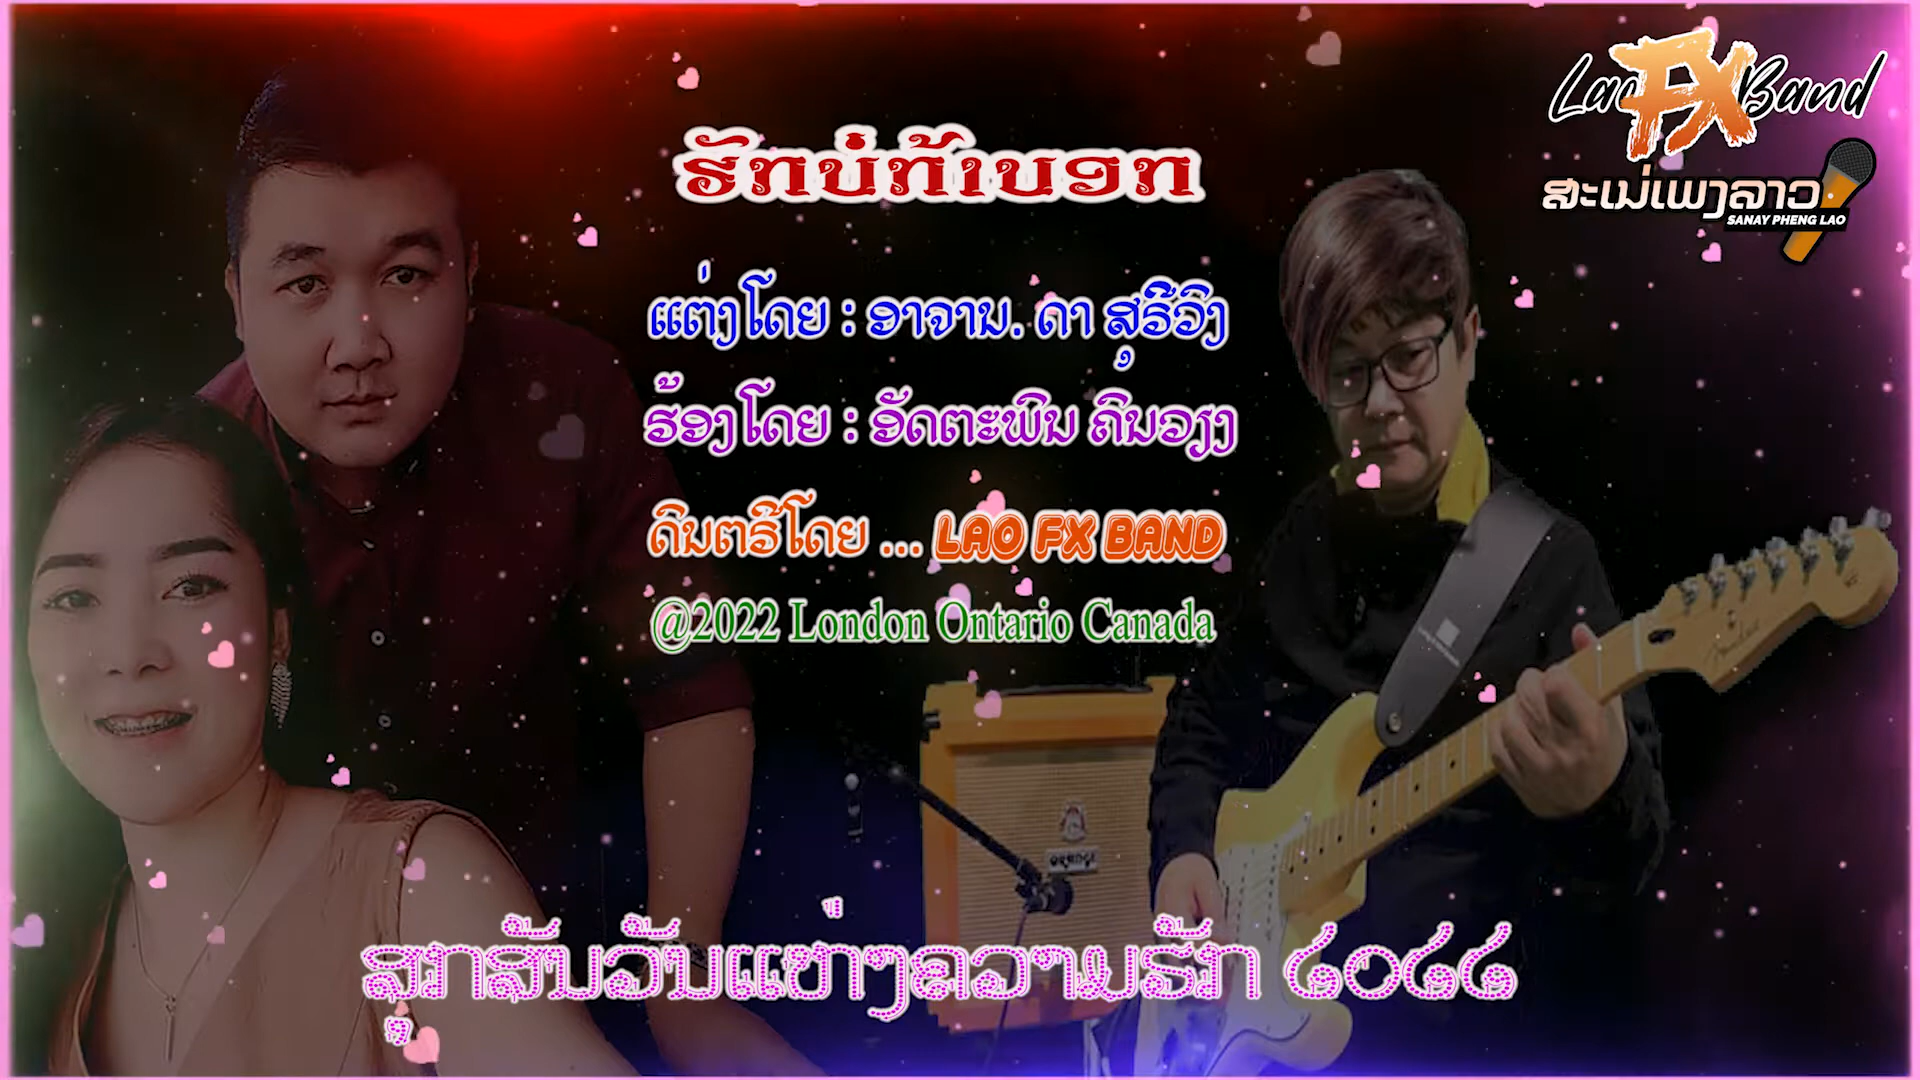 Lao FX Band
ສະເໜ່ເພງລາວ
SANAY PHENG LAO
ຮັກບໍ່ກ້າບອກ
ແຕ່ງໂດຍ : ອາຈານ. ດາ ສຸຣິວົງ
ຮ້ອງໂດຍ : ອັດຕະພົນ ຄົນວຽງ
ດົນຕຣີໂດຍ ... LAO FX BAND
@2022 London Ontario Canada
ສຸກສັນວັນແຫ່ງຄວາມຮັກ ໒໐໒໒